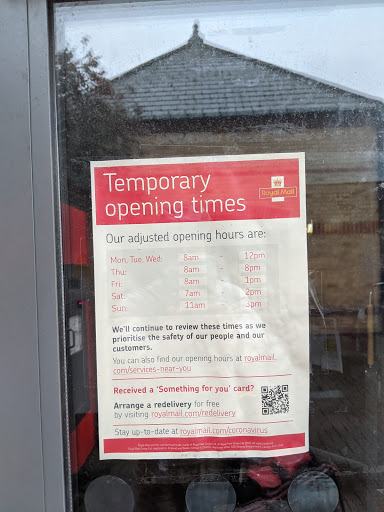 Temporary
opening times
Royal Mail
Our adjusted opening hours are:
Mon, Tue, Wed: 8am - 12pm
Thu: 8am - 8pm
Fri: 8am - 1pm
Sat: 7am - 2pm
Sun: 11am - 3pm
We'll continue to review these times as we
prioritise the safety of our people and our
customers.
You can also find our opening hours at royalmail.
com/services-near-you
Received a 'Something for you' card?
Arrange a redelivery for free
by visiting royalmail.com/redelivery
Stay up-to-date at royalmail.com/coronavirus